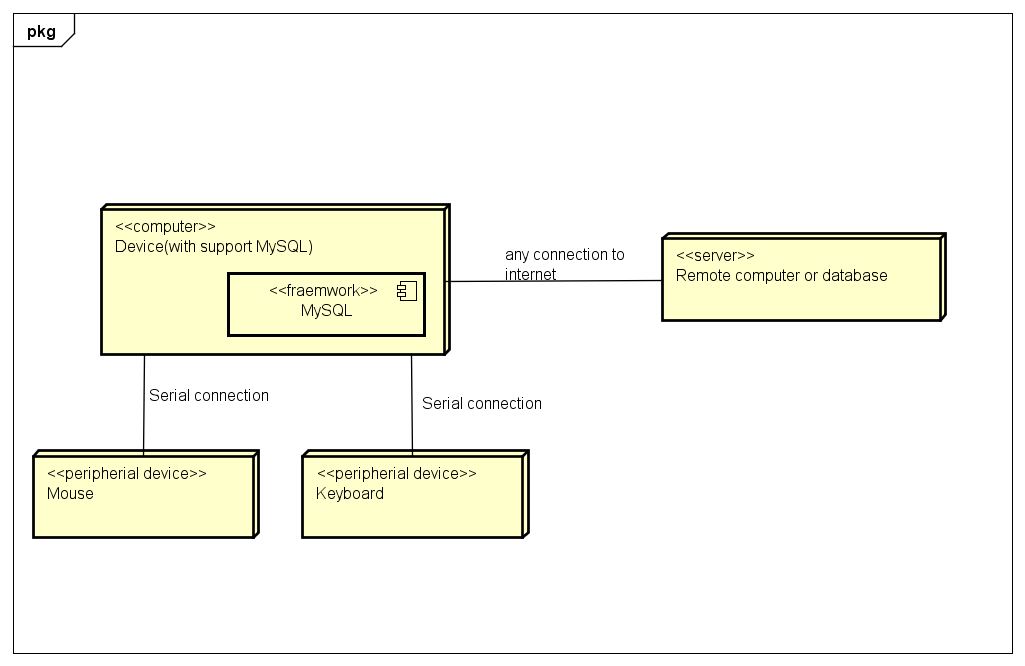 pkg
<<computer>>
Device(with support MySQL)
<<fraemwork>>
MySQL
any connection to
internet
<<server>>
Remote computer or database
Serial connection
Serial connection
<<peripherial device>>
Mouse
<<peripherial device>>
Keyboard